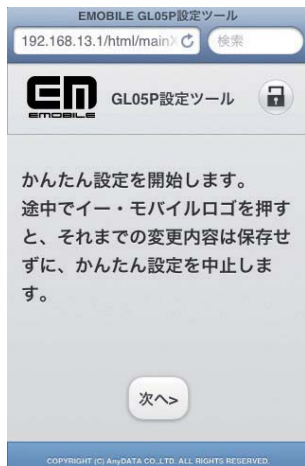 EMOBILE GL05P設定ツール
192.168.13.1/html/main
検索
EM
EMOBILE
GL05P設定ツール
かんたん設定を開始します。
途中でイー・モバイルロゴを押す
と、それまでの変更内容は保存せ
ずに、かんたん設定を中止しま
す。
次へ>
COPYRIGHT (C) AnyDATA CO.,LTD. ALL RIGHTS RESERVED.